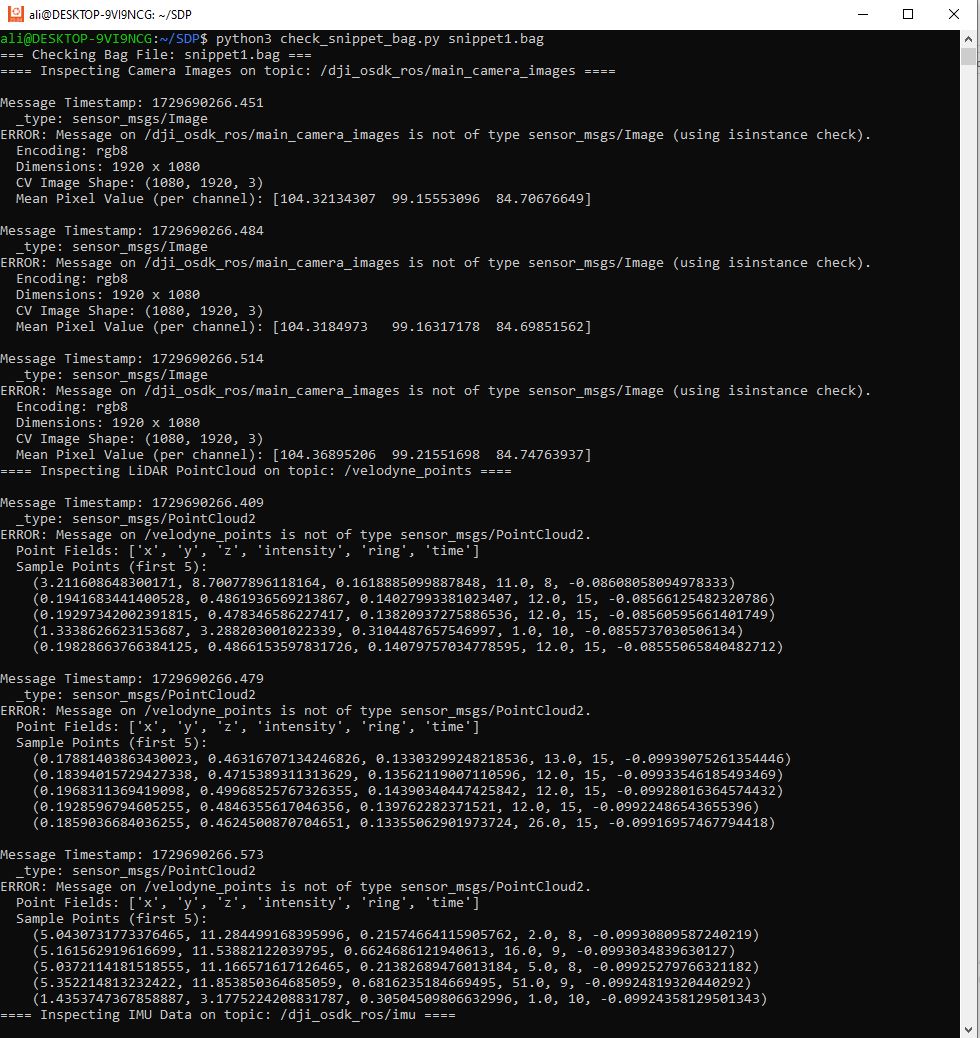 ali@DESKTOP-9VI9NCG: ~/SDP
ali@DESKTOP-9VI9NCG:~/SDP$ python3 check_snippet_bag.py snippet1.bag
=== Checking Bag File: snippet1.bag ===
==== Inspecting Camera Images on topic: /dji_osdk_ros/main_camera_images ====
Message Timestamp: 1729690266.451
_type: sensor_msgs/Image
ERROR: Message on /dji_osdk_ros/main_camera_images is not of type sensor_msgs/Image (using isinstance check).
Encoding: rgb8
Dimensions: 1920 x 1080
CV Image Shape: (1080, 1920, 3)
Mean Pixel Value (per channel): [104.32134307  99.15553096  84.70676649]
Message Timestamp: 1729690266.484
_type: sensor_msgs/Image
ERROR: Message on /dji_osdk_ros/main_camera_images is not of type sensor_msgs/Image (using isinstance check).
Encoding: rgb8
Dimensions: 1920 x 1080
CV Image Shape: (1080, 1920, 3)
Mean Pixel Value (per channel): [104.3184973   99.16317178  84.69851562]
Message Timestamp: 1729690266.514
_type: sensor_msgs/Image
ERROR: Message on /dji_osdk_ros/main_camera_images is not of type sensor_msgs/Image (using isinstance check).
Encoding: rgb8
Dimensions: 1920 x 1080
CV Image Shape: (1080, 1920, 3)
Mean Pixel Value (per channel): [104.36895206  99.21551698  84.74763937]
==== Inspecting LiDAR PointCloud on topic: /velodyne_points ====
Message Timestamp: 1729690266.409
_type: sensor_msgs/PointCloud2
ERROR: Message on /velodyne_points is not of type sensor_msgs/PointCloud2.
Point Fields: ['x', 'y', 'z', 'intensity', 'ring', 'time']
Sample Points (first 5):
(3.211608648300171, 8.70077896118164, 0.1618885099887848, 11.0, 8, -0.08608058094978333)
(0.1941683441400528, 0.4861936569213867, 0.14027993381023407, 12.0, 15, -0.08566125482320786)
(0.19297342002391815, 0.478346586227417, 0.13820937275886536, 12.0, 15, -0.08560595661401749)
(1.3338626623153687, 3.288203001022339, 0.3104487657546997, 1.0, 10, -0.0855737030506134)
(0.19828663766384125, 0.4866153597831726, 0.14079757034778595, 12.0, 15, -0.08555065840482712)
Message Timestamp: 1729690266.479
_type: sensor_msgs/PointCloud2
ERROR: Message on /velodyne_points is not of type sensor_msgs/PointCloud2.
Point Fields: ['x', 'y', 'z', 'intensity', 'ring', 'time']
Sample Points (first 5):
(0.17881403863430023, 0.46316707134246826, 0.13303299248218536, 13.0, 15, -0.09939075261354446)
(0.18394015729427338, 0.4715389311313629, 0.13562119007110596, 12.0, 15, -0.09933546185493469)
(0.1968311369419098, 0.49968525767326355, 0.14390340447425842, 12.0, 15, -0.09928016364574432)
(0.1928596794605255, 0.4846355617046356, 0.139762282371521, 12.0, 15, -0.09922486543655396)
(0.1859036684036255, 0.4624500870704651, 0.13355062901973724, 26.0, 15, -0.09916957467794418)
Message Timestamp: 1729690266.573
_type: sensor_msgs/PointCloud2
ERROR: Message on /velodyne_points is not of type sensor_msgs/PointCloud2.
Point Fields: ['x', 'y', 'z', 'intensity', 'ring', 'time']
Sample Points (first 5):
(5.0430731773376465, 11.284499168395996, 0.21574664115905762, 2.0, 8, -0.09930809587240219)
(5.161562919616699, 11.53882122039795, 0.6624686121940613, 16.0, 9, -0.0993034839630127)
(5.0372114181518555, 11.166571617126465, 0.21382689476013184, 5.0, 8, -0.09925279766321182)
(5.352214813232422, 11.853850364685059, 0.6816235184669495, 51.0, 9, -0.09924819320440292)
(1.4353747367858887, 3.1775224208831787, 0.30504509806632996, 1.0, 10, -0.09924358129501343)
==== Inspecting IMU Data on topic: /dji_osdk_ros/imu ====